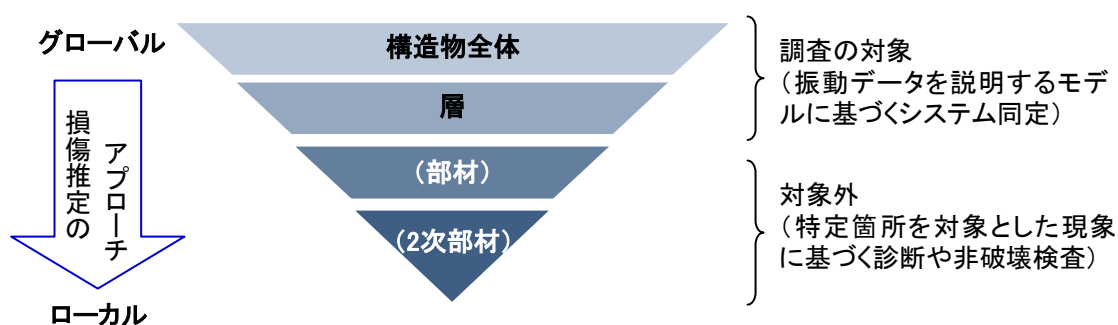 グローバル
構造物全体
層
（部材）
（2次部材）
損傷推定の
アプローチ
ローカル
調査の対象
（振動データを説明するモデ
ルに基づくシステム同定）
対象外
（特定箇所を対象とした現象
に基づく診断や非破壊検査）